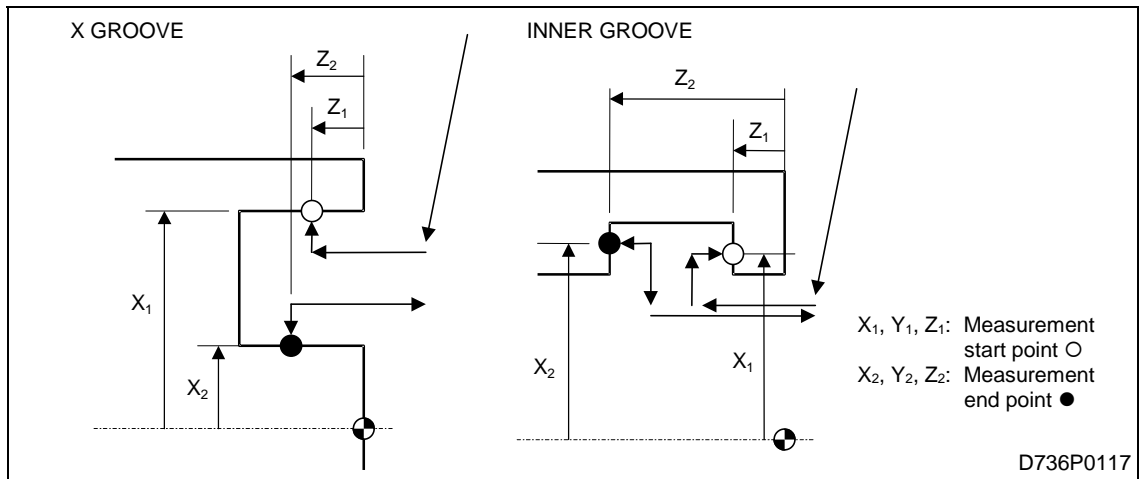 X GROOVE
Z₂
Z₁
X₁
X₂
INNER GROOVE
Z₂
Z₁
X₂
X₁
X₁, Y₁, Z₁: Measurement
start point ○
X₂, Y₂, Z₂: Measurement
end point ●
D736P0117